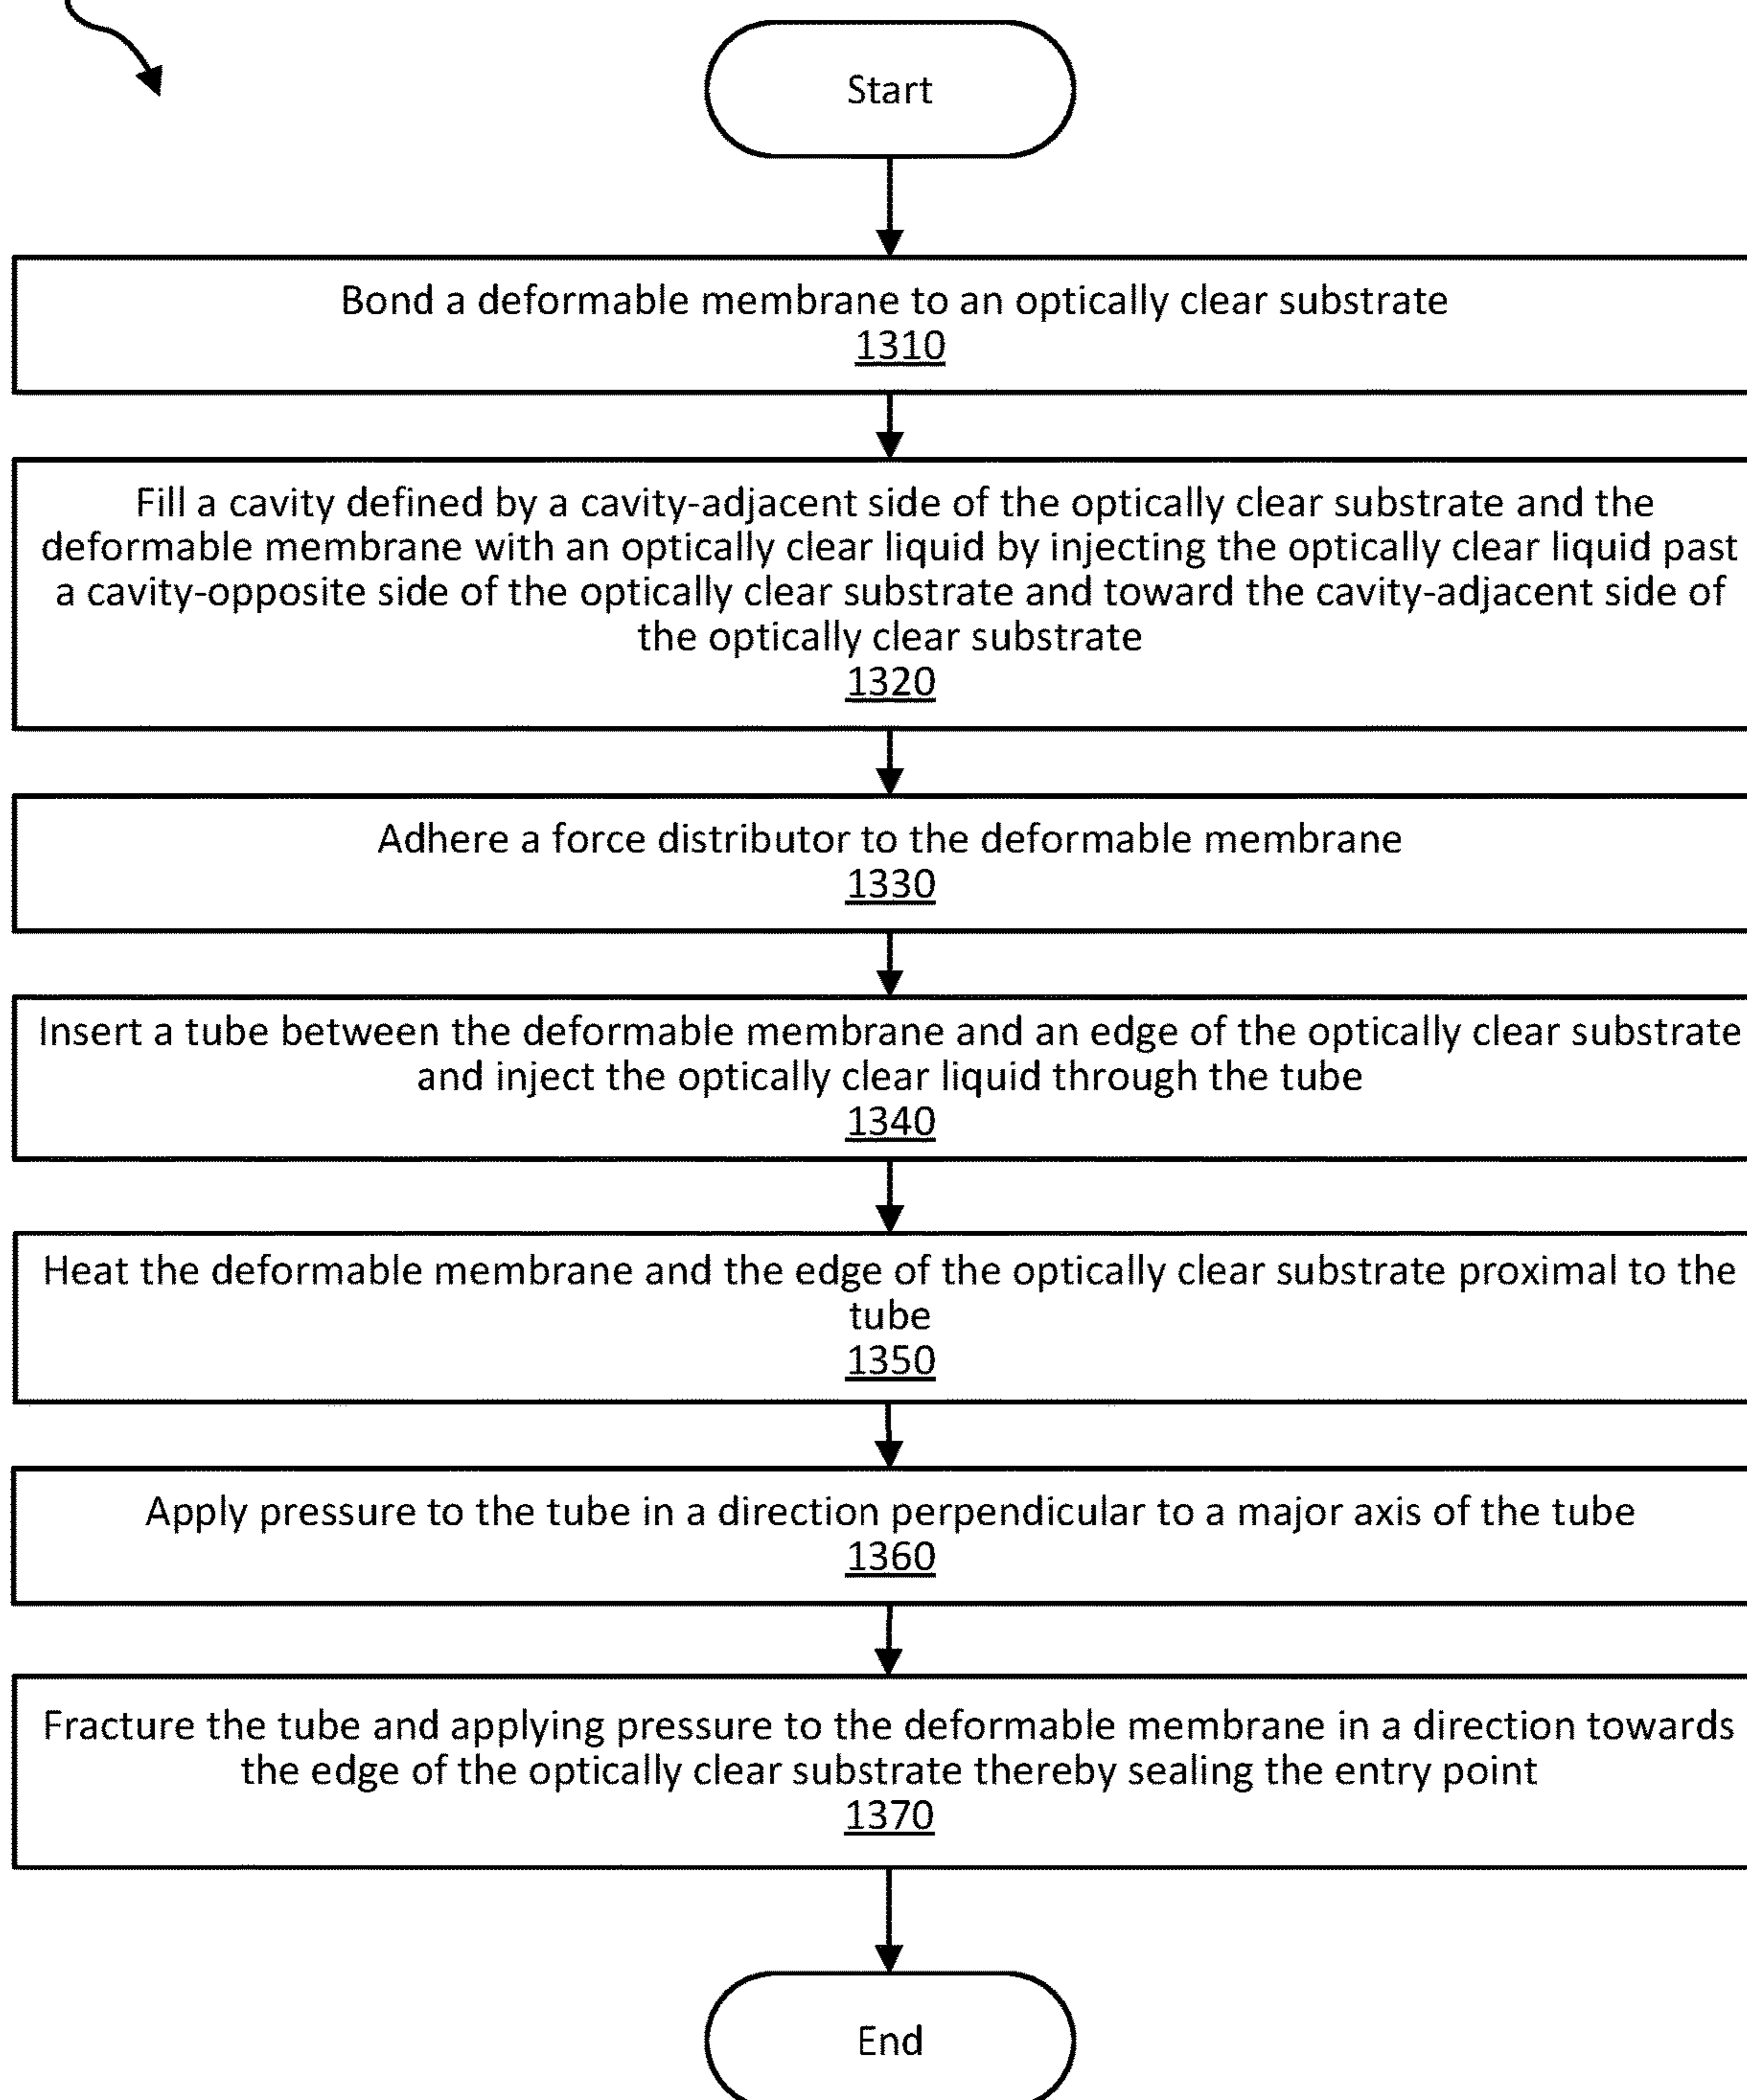 Start
Bond a deformable membrane to an optically clear substrate
1310
Fill a cavity defined by a cavity-adjacent side of the optically clear substrate and the
deformable membrane with an optically clear liquid by injecting the optically clear liquid past
a cavity-opposite side of the optically clear substrate and toward the cavity-adjacent side of
the optically clear substrate
1320
Adhere a force distributor to the deformable membrane
1330
Insert a tube between the deformable membrane and an edge of the optically clear substrate
and inject the optically clear liquid through the tube
1340
Heat the deformable membrane and the edge of the optically clear substrate proximal to the
tube
1350
Apply pressure to the tube in a direction perpendicular to a major axis of the tube
1360
Fracture the tube and applying pressure to the deformable membrane in a direction towards
the edge of the optically clear substrate thereby sealing the entry point
1370
End